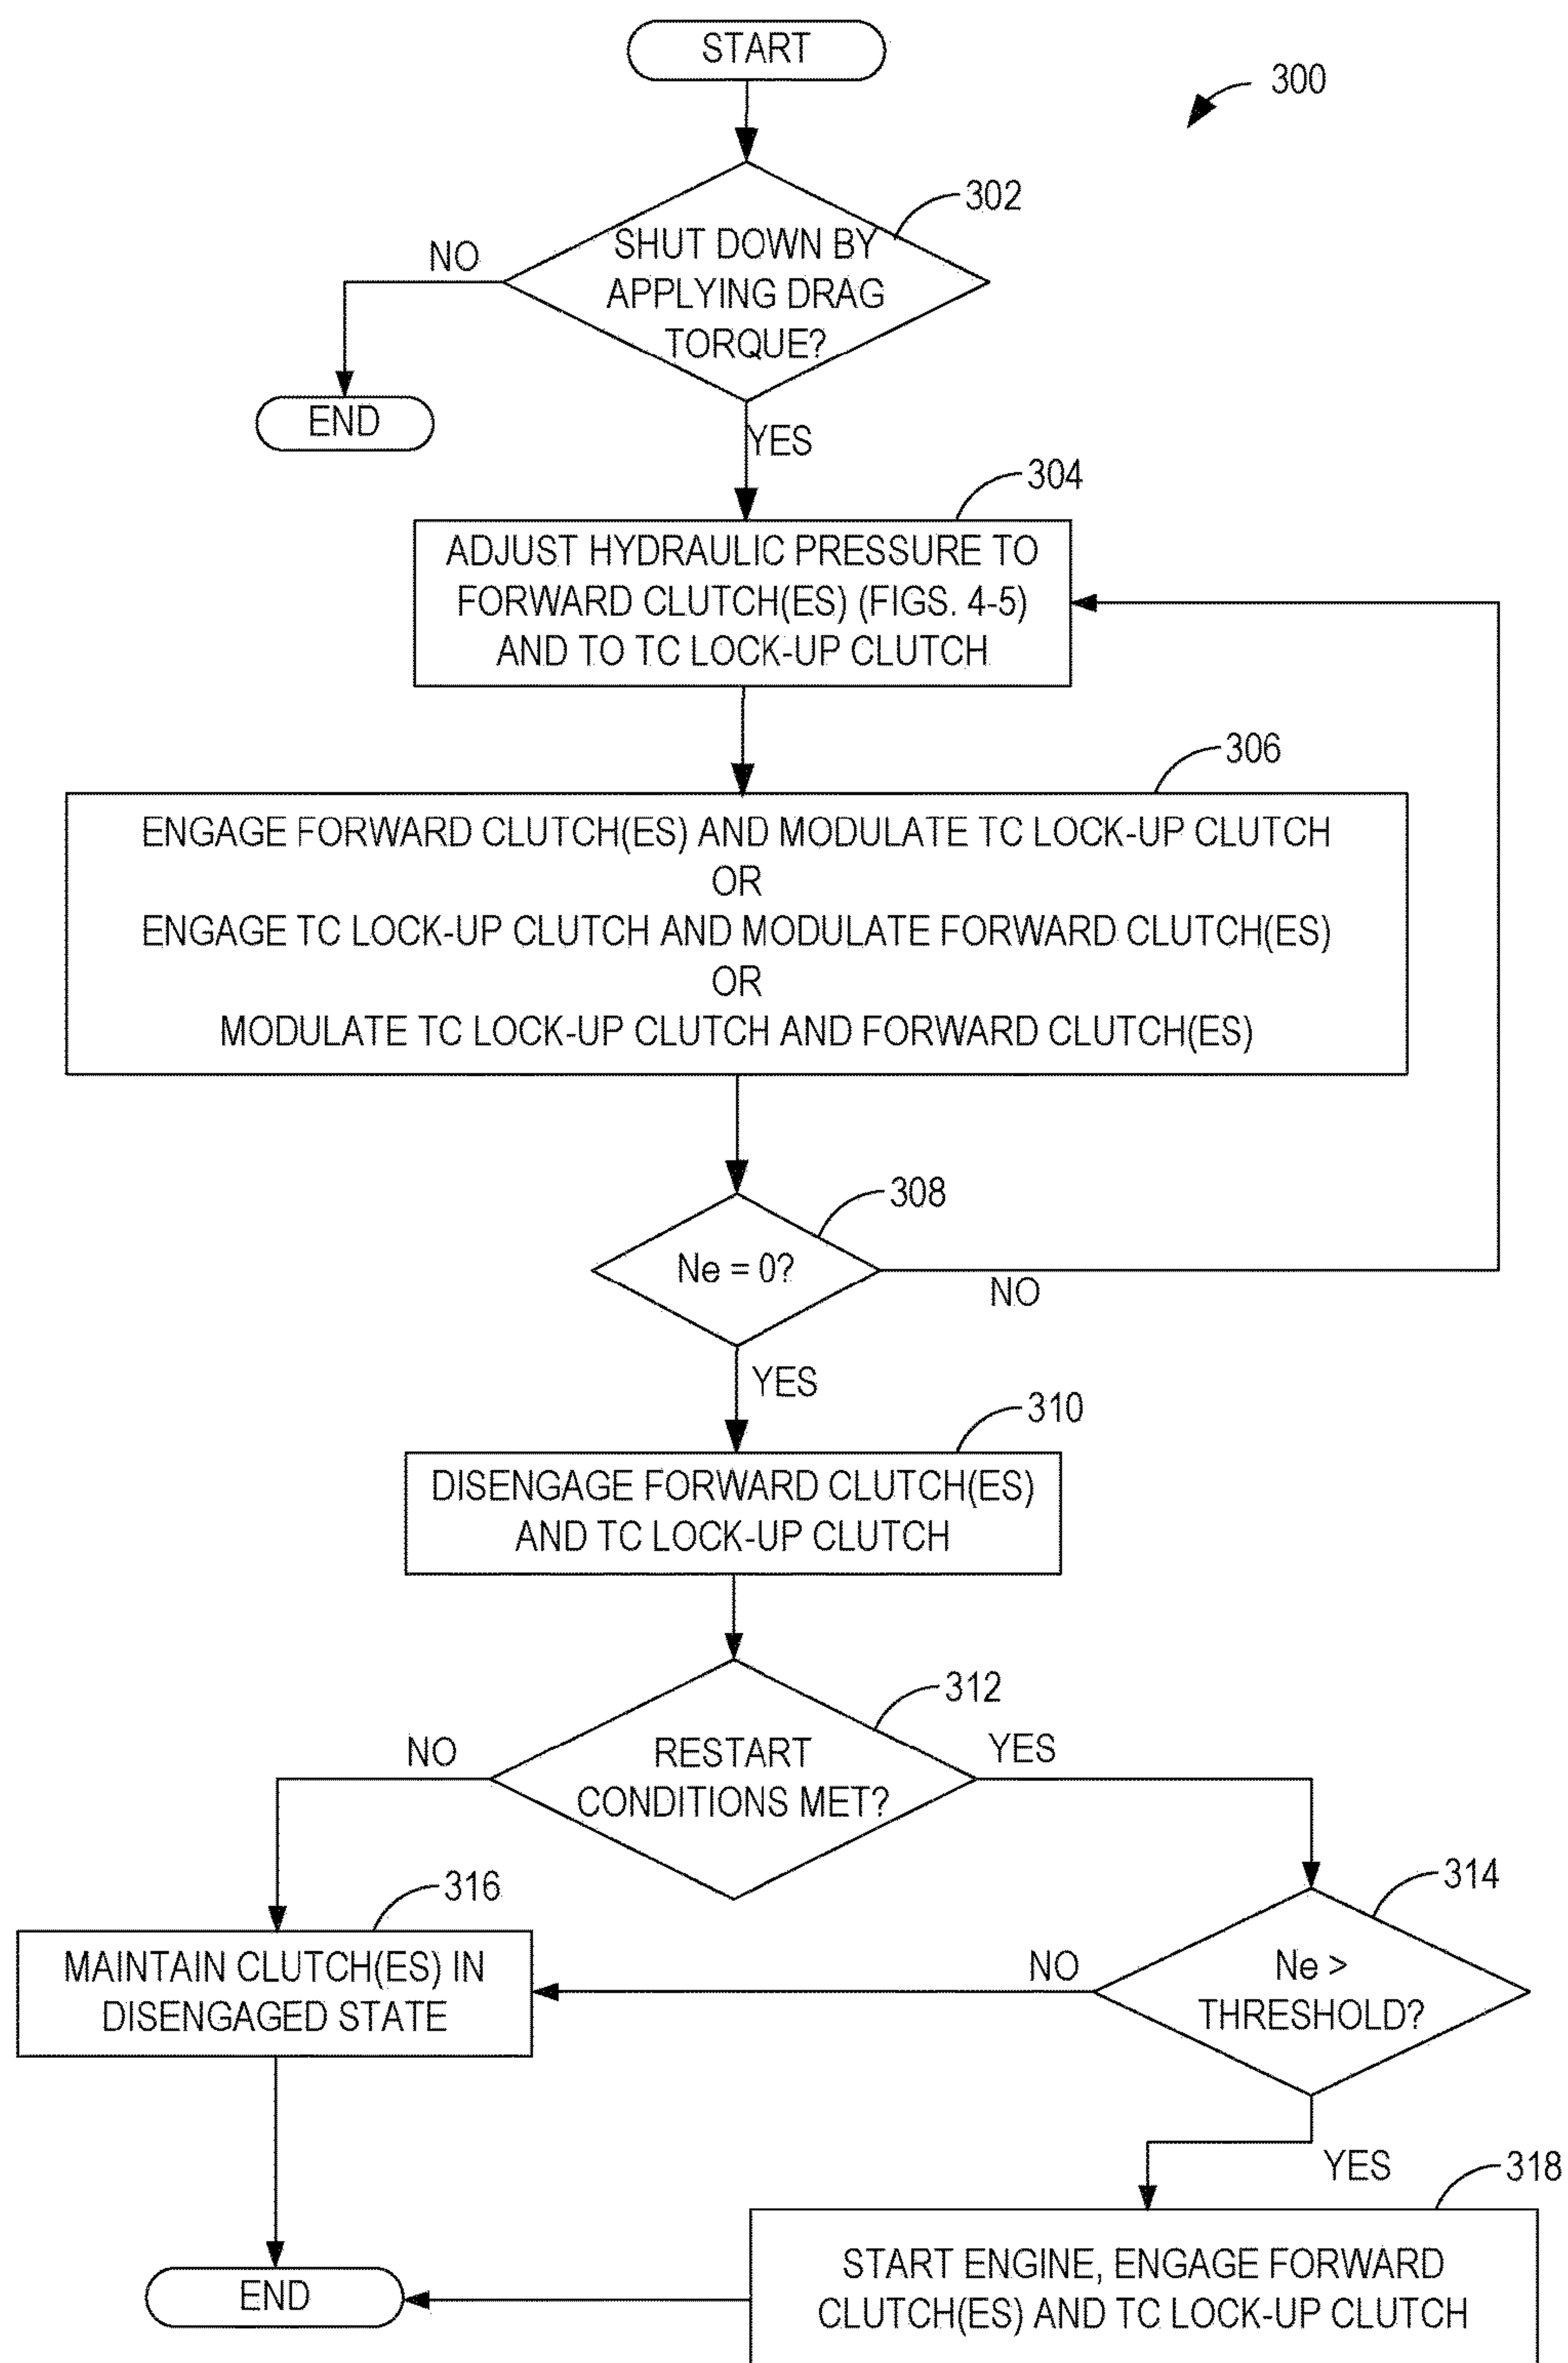 START
300
302
NO
SHUT DOWN BY
APPLYING DRAG
TORQUE?
END
YES
304
ADJUST HYDRAULIC PRESSURE TO
FORWARD CLUTCH(ES) (FIGS. 4-5)
AND TO TC LOCK-UP CLUTCH
306
ENGAGE FORWARD CLUTCH(ES) AND MODULATE TC LOCK-UP CLUTCH
OR
ENGAGE TC LOCK-UP CLUTCH AND MODULATE FORWARD CLUTCH(ES)
OR
MODULATE TC LOCK-UP CLUTCH AND FORWARD CLUTCH(ES)
308
Ne = 0?
NO
YES
310
DISENGAGE FORWARD CLUTCH(ES)
AND TC LOCK-UP CLUTCH
312
NO
YES
RESTART
CONDITIONS MET?
316
314
MAINTAIN CLUTCH(ES) IN
DISENGAGED STATE
NO
Ne >
THRESHOLD?
YES
318
START ENGINE, ENGAGE FORWARD
CLUTCH(ES) AND TC LOCK-UP CLUTCH
END